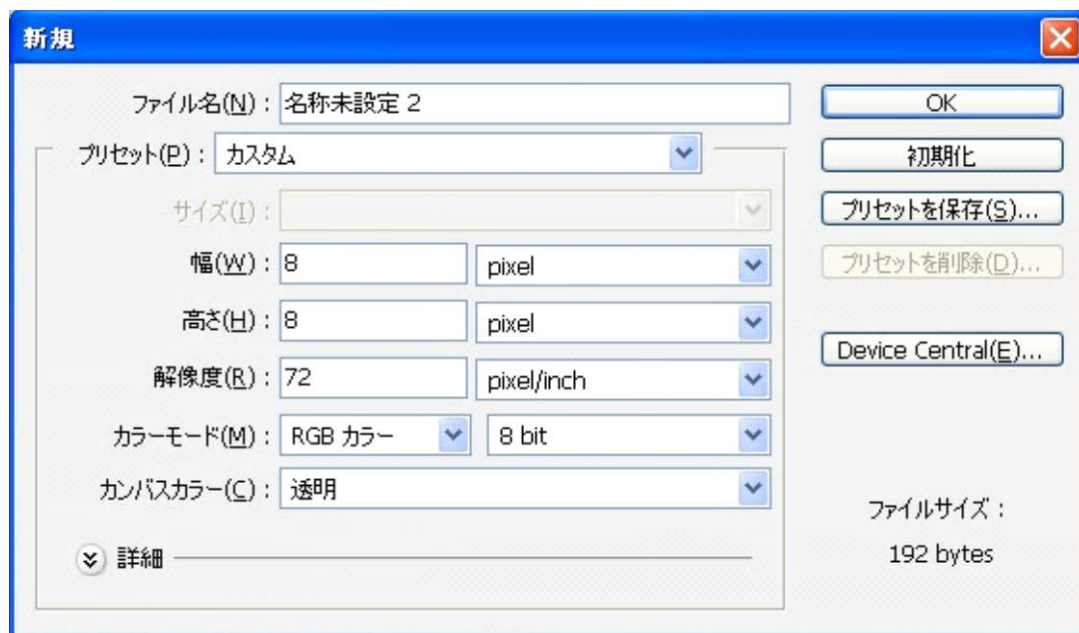 新規
ファイル名(N)： 名称未設定 2
OK
プリセット(P)： カスタム
初期化
サイズ(I)：
プリセットを保存(S)...
幅(W)： 8 pixel
プリセットを削除(D)...
高さ(H)： 8 pixel
Device Central(E)...
解像度(R)： 72 pixel/inch
カラーモード(M)： RGB カラー 8 bit
カンバスカラー(C)： 透明
ファイルサイズ：
192 bytes
詳細